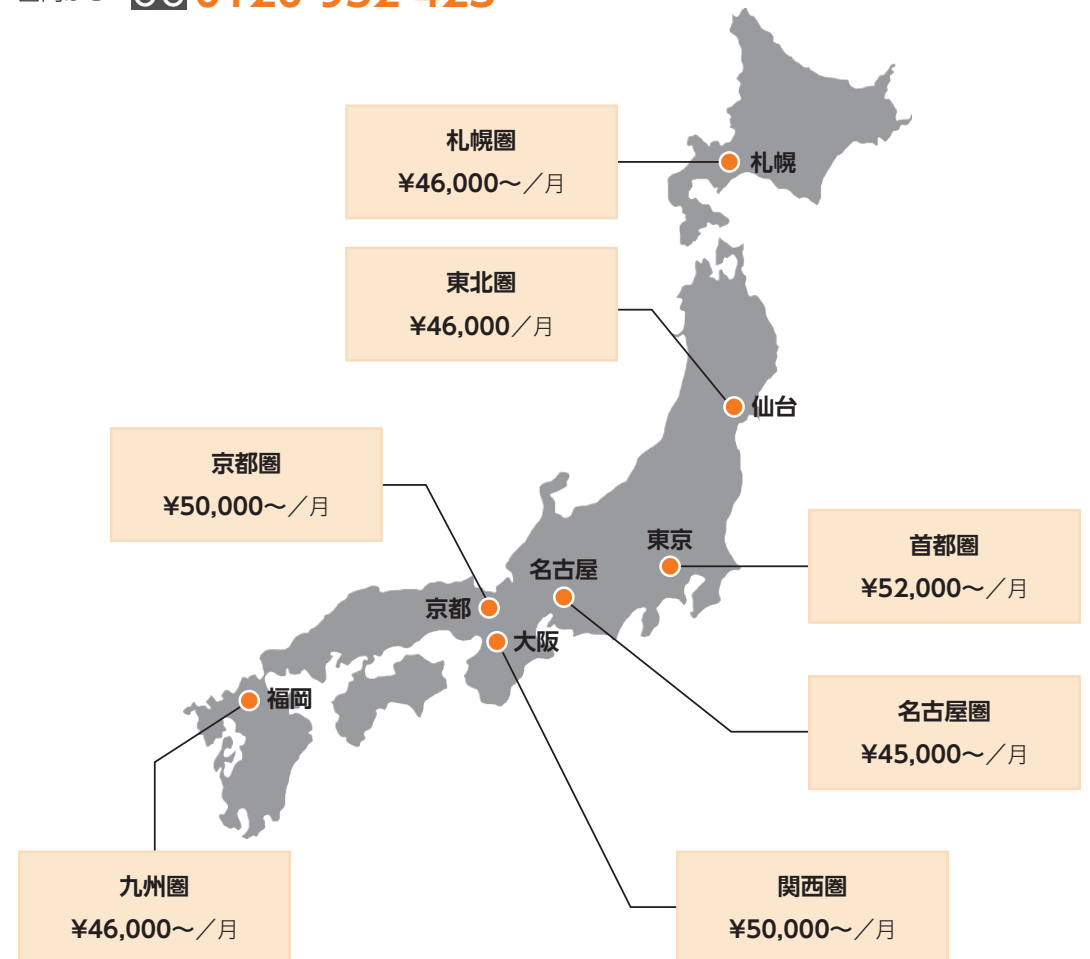 札幌圏
¥46,000～／月
札幌
東北圏
¥46,000／月
仙台
京都圏
¥50,000～／月
東京
首都圏
¥52,000～／月
名古屋
京都
大阪
福岡
名古屋圏
¥45,000～／月
九州圏
¥46,000～／月
関西圏
¥50,000～／月